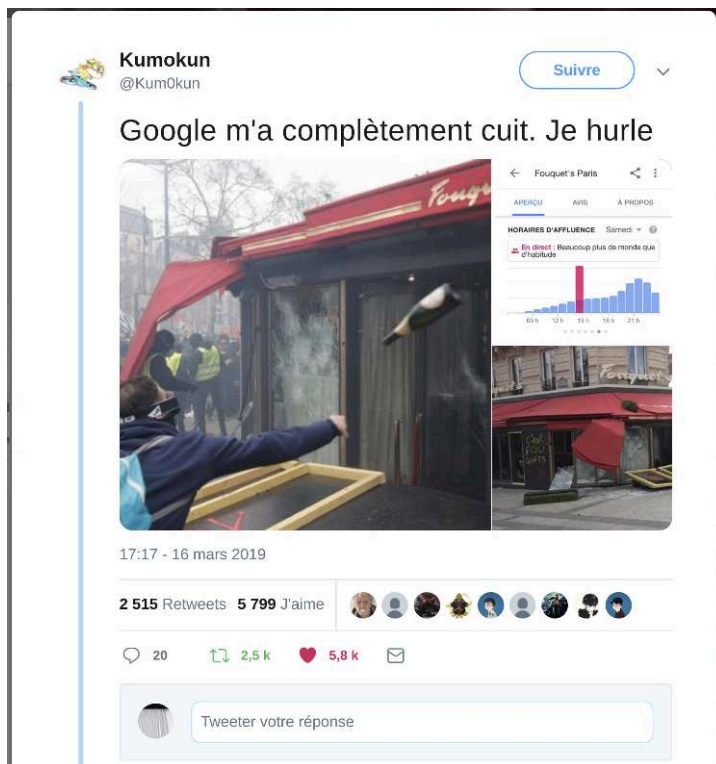 Kumokun
@Kum0kun
Suivre
Google m'a complètement cuit. Je hurle
Fouquet's Paris
APERÇU AVIS À PROPOS
HORAIRES D'AFFLUENCE Samedi
En direct : Beaucoup plus de monde que
d'habitude
09 h 12 h 15 h 18 h 21 h
17:17 - 16 mars 2019
2 515 Retweets 5 799 J'aime
20 2,5 k 5,8 k
Tweeter votre réponse